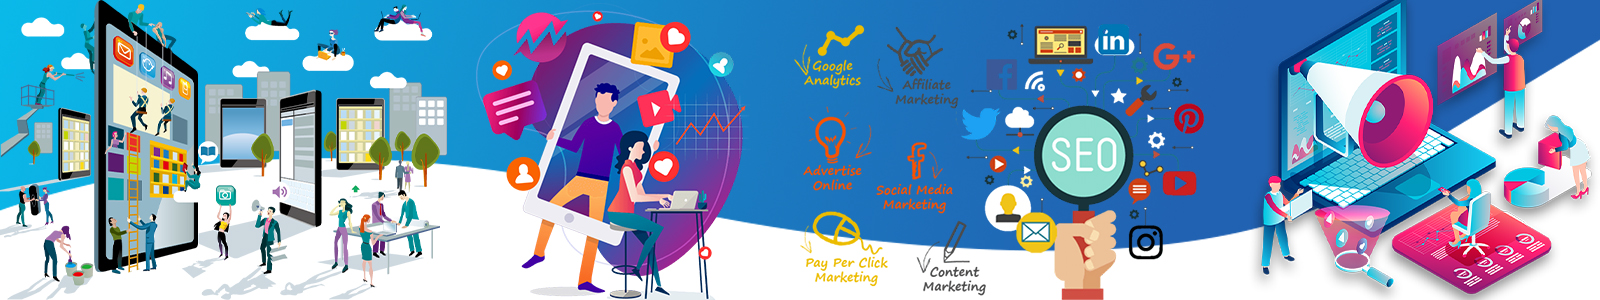 Google
Analytics
Affiliate
Marketing
Advertise
Online
Social Media
Marketing
Pay Per Click
Marketing
Content
Marketing
SEO
in
G+